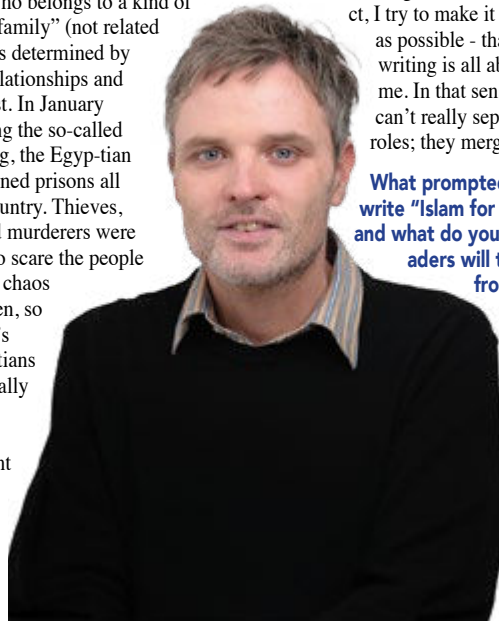 ho belongs to a kind of
family” (not related
s determined by
lationships and
st. In January
ng the so-called
g, the Egyp-tian
ned prisons all
untry. Thieves,
d murderers were
o scare the people
chaos
en, so
's
tians
ally
nt
ct, I try to make it
as possible - tha
writing is all ab
me. In that sen
can't really sep
roles; they merg
What prompted
write “Islam for
and what do you
aders will t
fro